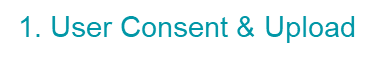 1. User Consent & Upload